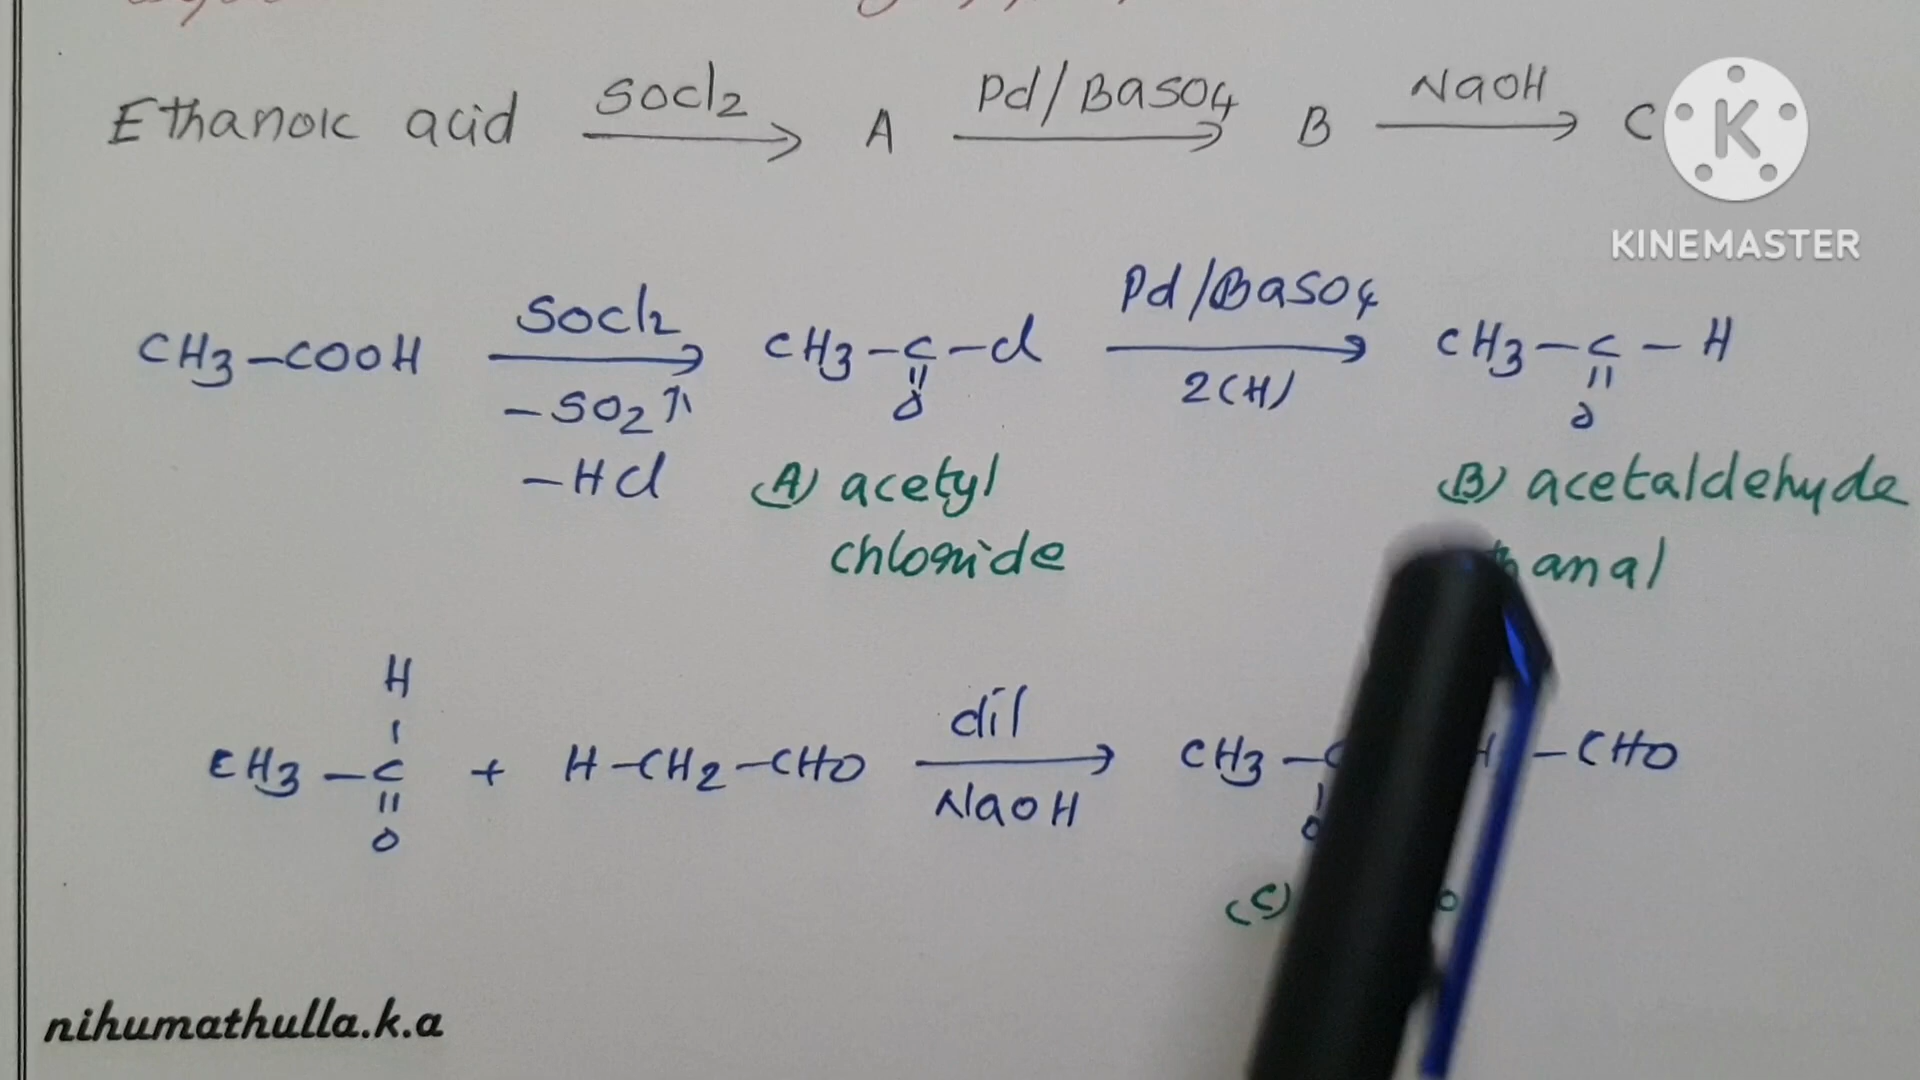 Ethanoic acid SOCl2 → A Pd/BaSO4 → B NaOH → C
K
KINEMASTER
CH3-COOH SOCl2 → CH3-C-Cl Pd/BaSO4 → CH3-C-H
-SO2↑ || O 2(H) || O
-HCl (A) acetyl (B) acetaldehyde
chloride anal
H
|
CH3-C + H-CH2-CHO dil → CH3- -CHO
|| NaOH
O
(C)
nihumathulla.k.a